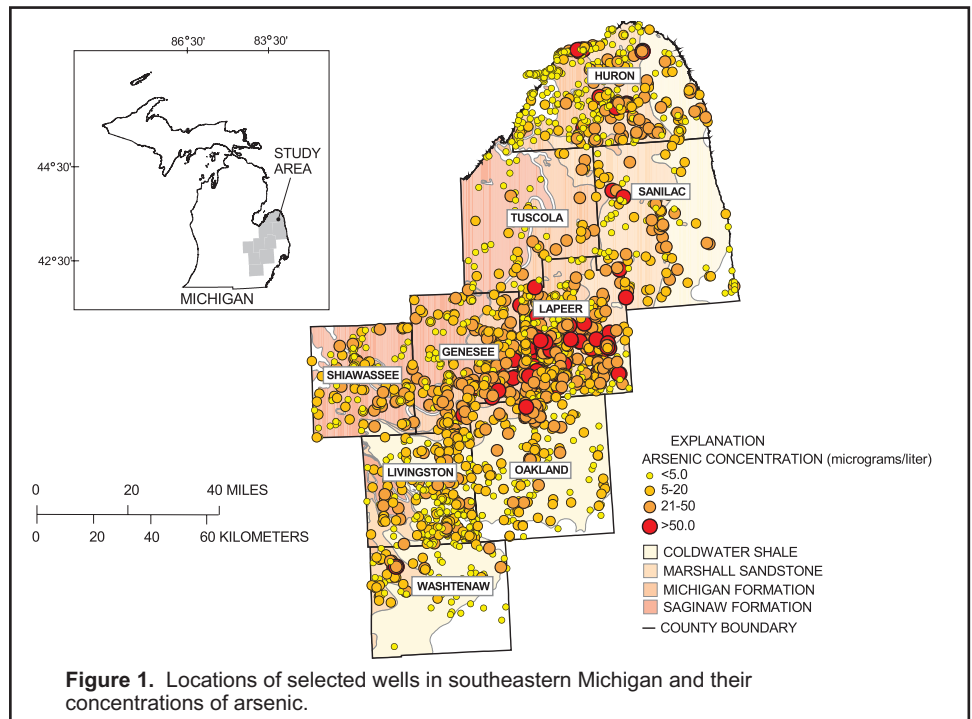 86°30'
83°30'
44°30'
42°30'
STUDY
AREA
MICHIGAN
HURON
SANILAC
TUSCOLA
LAPEER
GENESEE
SHIAWASSEE
LIVINGSTON
OAKLAND
WASHTENAW
0 20 40 MILES
0 20 40 60 KILOMETERS
EXPLANATION
ARSENIC CONCENTRATION (micrograms/liter)
<5.0
5-20
21-50
>50.0
COLDWATER SHALE
MARSHALL SANDSTONE
MICHIGAN FORMATION
SAGINAW FORMATION
COUNTY BOUNDARY
Figure 1. Locations of selected wells in southeastern Michigan and their
concentrations of arsenic.